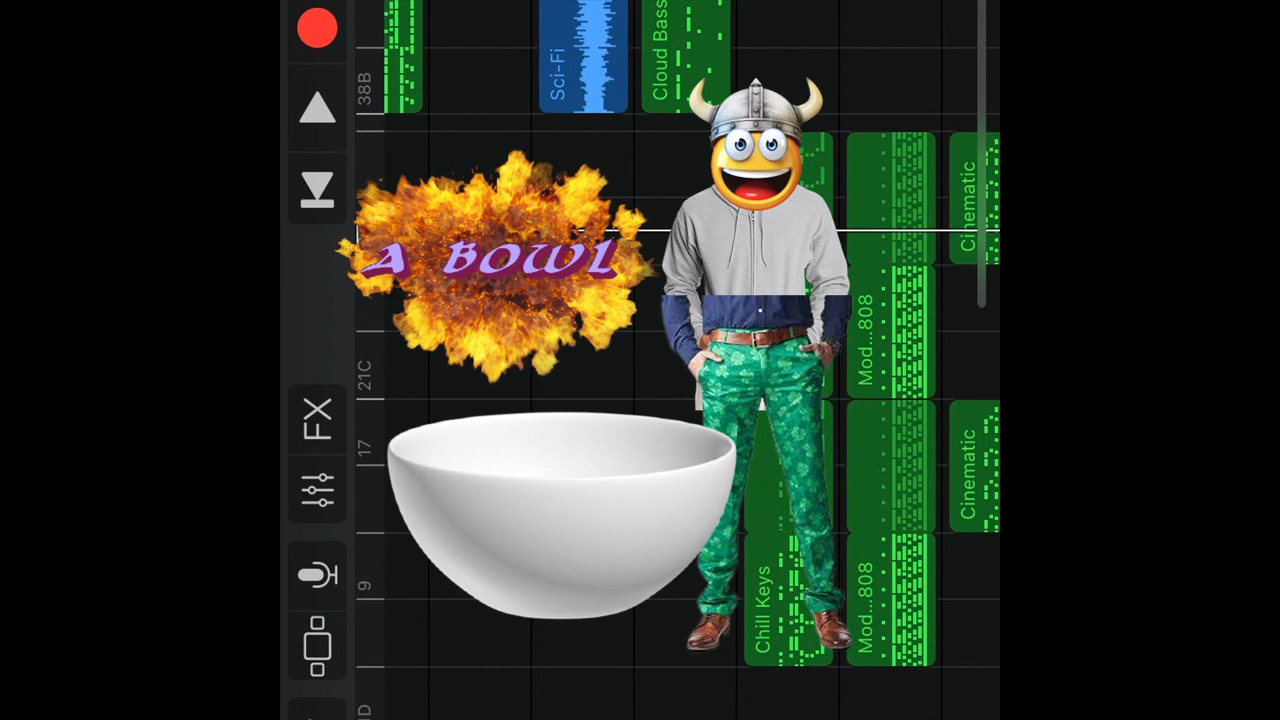 38B
Sci-Fi
Cloud Bass
A BOWL
Cinematic
Mod...808
21C
FX
17
Cinematic
9
Chill Keys
Mod...808